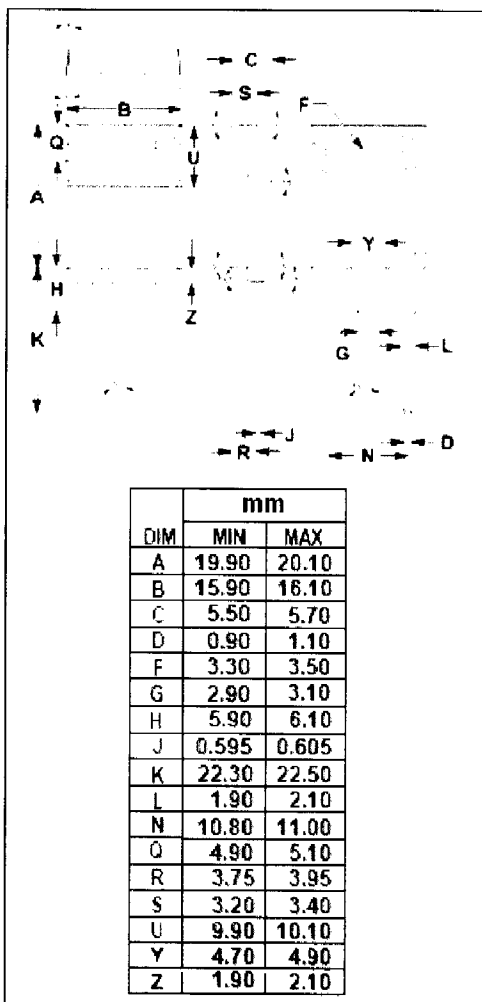 C
S
B
F
Q
U
A
Y
H
Z
K
G
L
J
R
N
D
mm
DIM MIN MAX
A 19.90 20.10
B 15.90 16.10
C 5.50 5.70
D 0.90 1.10
F 3.30 3.50
G 2.90 3.10
H 5.90 6.10
J 0.595 0.605
K 22.30 22.50
L 1.90 2.10
N 10.80 11.00
Q 4.90 5.10
R 3.75 3.95
S 3.20 3.40
U 9.90 10.10
Y 4.70 4.90
Z 1.90 2.10